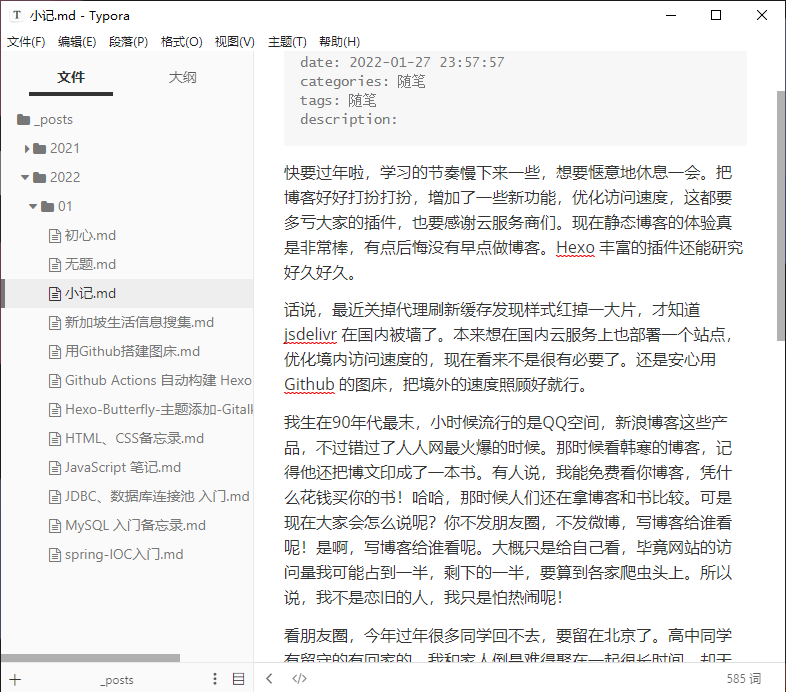 小记.md - Typora
文件(F) 编辑(E) 段落(P) 格式(O) 视图(V) 主题(T) 帮助(H)
文件 大纲
_posts
2021
2022
01
初心.md
无题.md
小记.md
新加坡生活信息搜集.md
用Github搭建图床.md
Github Actions 自动构建 Hexo
Hexo-Butterfly-主题添加-Gital
HTML、CSS备忘录.md
JavaScript 笔记.md
JDBC、数据库连接池 入门.md
MySQL 入门备忘录.md
spring-IOC入门.md
_posts
date: 2022-01-27 23:57:57
categories: 随笔
tags: 随笔
description:
快要过年啦，学习的节奏慢下来一些，想要惬意地休息一会。把
博客好好打扮打扮，增加了一些新功能，优化访问速度，这都要
多亏大家的插件，也要感谢云服务商们。现在静态博客的体验真
是非常棒，有点后悔没有早点做博客。Hexo 丰富的插件还能研究
好久好久。
话说，最近关掉代理刷新缓存发现样式红掉一大片，才知道
jsdelivr 在国内被墙了。本来想在国内云服务上也部署一个站点，
优化境内访问速度的，现在看来不是很有必要了。还是安心用
Github 的图床，把境外的速度照顾好就行。
我生在90年代最末，小时候流行的是QQ空间，新浪博客这些产
品，不过错过了人人网最火爆的时候。那时候看韩寒的博客，记
得他还把博文印成了一本书。有人说，我能免费看你博客，凭什
么花钱买你的书！哈哈，那时候人们还在拿博客和书比较。可是
现在大家会怎么说呢？你不发朋友圈，不发微博，写博客给谁看
呢！是啊，写博客给谁看呢。大概只是给自己看，毕竟网站的访
问量我可能占到一半，剩下的一半，要算到各家爬虫头上。所以
说，我不是恋旧的人，我只是怕热闹呢！
看朋友圈，今年过年很多同学回不去，要留在北京了。高中同学
有留守的有回家的，我和家人倒是难得聚在一起很长时间，却无
585 词